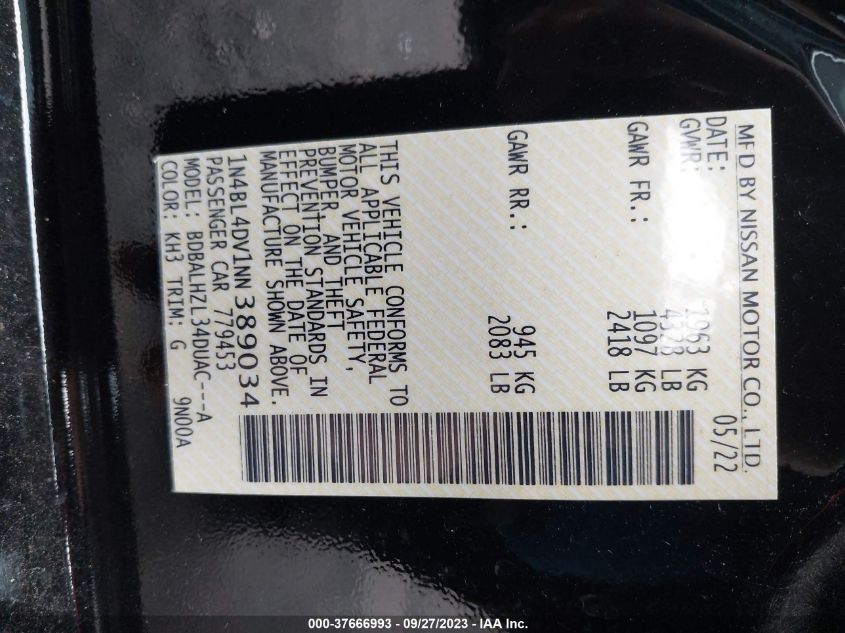 MFD BY NISSAN MOTOR CO., LTD.
DATE: 05/22
GVWR: KG
LB
GAWR FR.: 1097 KG
2418 LB
GAWR RR.: 945 KG
2083 LB
THIS VEHICLE CONFORMS TO
ALL APPLICABLE FEDERAL
MOTOR VEHICLE SAFETY,
BUMPER, AND THEFT
PREVENTION STANDARDS IN
EFFECT ON THE DATE OF
MANUFACTURE SHOWN ABOVE.
1N4BL4DV1NN389034
PASSENGER CAR 779453
MODEL: BDBALHZL34DUAC---A
COLOR: KH3 TRIM: G 9N00A
000-37666993 - 09/27/2023 - IAA Inc.